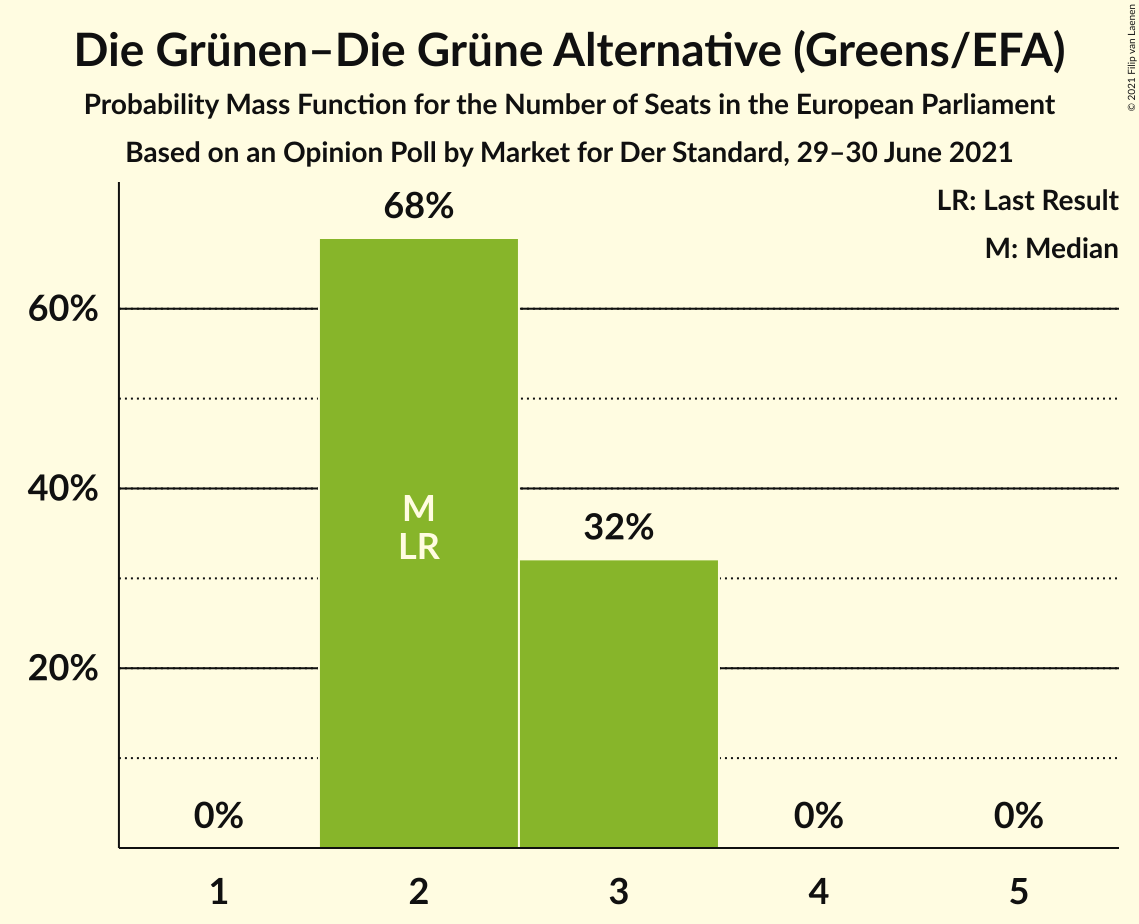 Die Grünen–Die Grüne Alternative (Greens/EFA)
Probability Mass Function for the Number of Seats in the European Parliament
Based on an Opinion Poll by Market for Der Standard, 29–30 June 2021
© 2021 Filip van Laenen
LR: Last Result
M: Median
68%
60%
40%
M
LR
32%
20%
0%
0%
0%
1
2
3
4
5